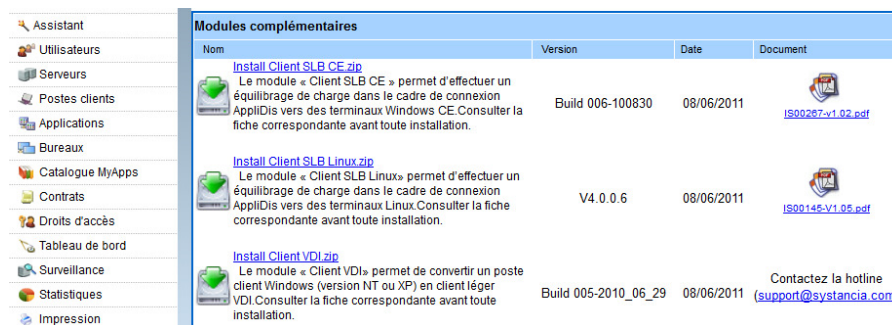 Assistant
Utilisateurs
Serveurs
Postes clients
Applications
Bureaux
Catalogue MyApps
Contrats
Droits d'accès
Tableau de bord
Surveillance
Statistiques
Impression
Modules complémentaires
Nom Version Date Document
Install Client SLB CE.zip
Le module « Client SLB CE » permet d'effectuer un
équilibrage de charge dans le cadre de connexion
AppliDis vers des terminaux Windows CE.Consulter la
fiche correspondante avant toute installation.
Build 006-100830 08/06/2011
IS00267-v1.02.pdf
Install Client SLB Linux.zip
Le module « Client SLB Linux» permet d'effectuer un
équilibrage de charge dans le cadre de connexion
AppliDis vers des terminaux Linux.Consulter la fiche
correspondante avant toute installation.
V4.0.0.6 08/06/2011
IS00145-V1.05.pdf
Install Client VDI.zip
Le module « Client VDI» permet de convertir un poste
client Windows (version NT ou XP) en client léger
VDI.Consulter la fiche correspondante avant toute
installation.
Build 005-2010_06_29 08/06/2011
Contactez la hotline
(support@systancia.com